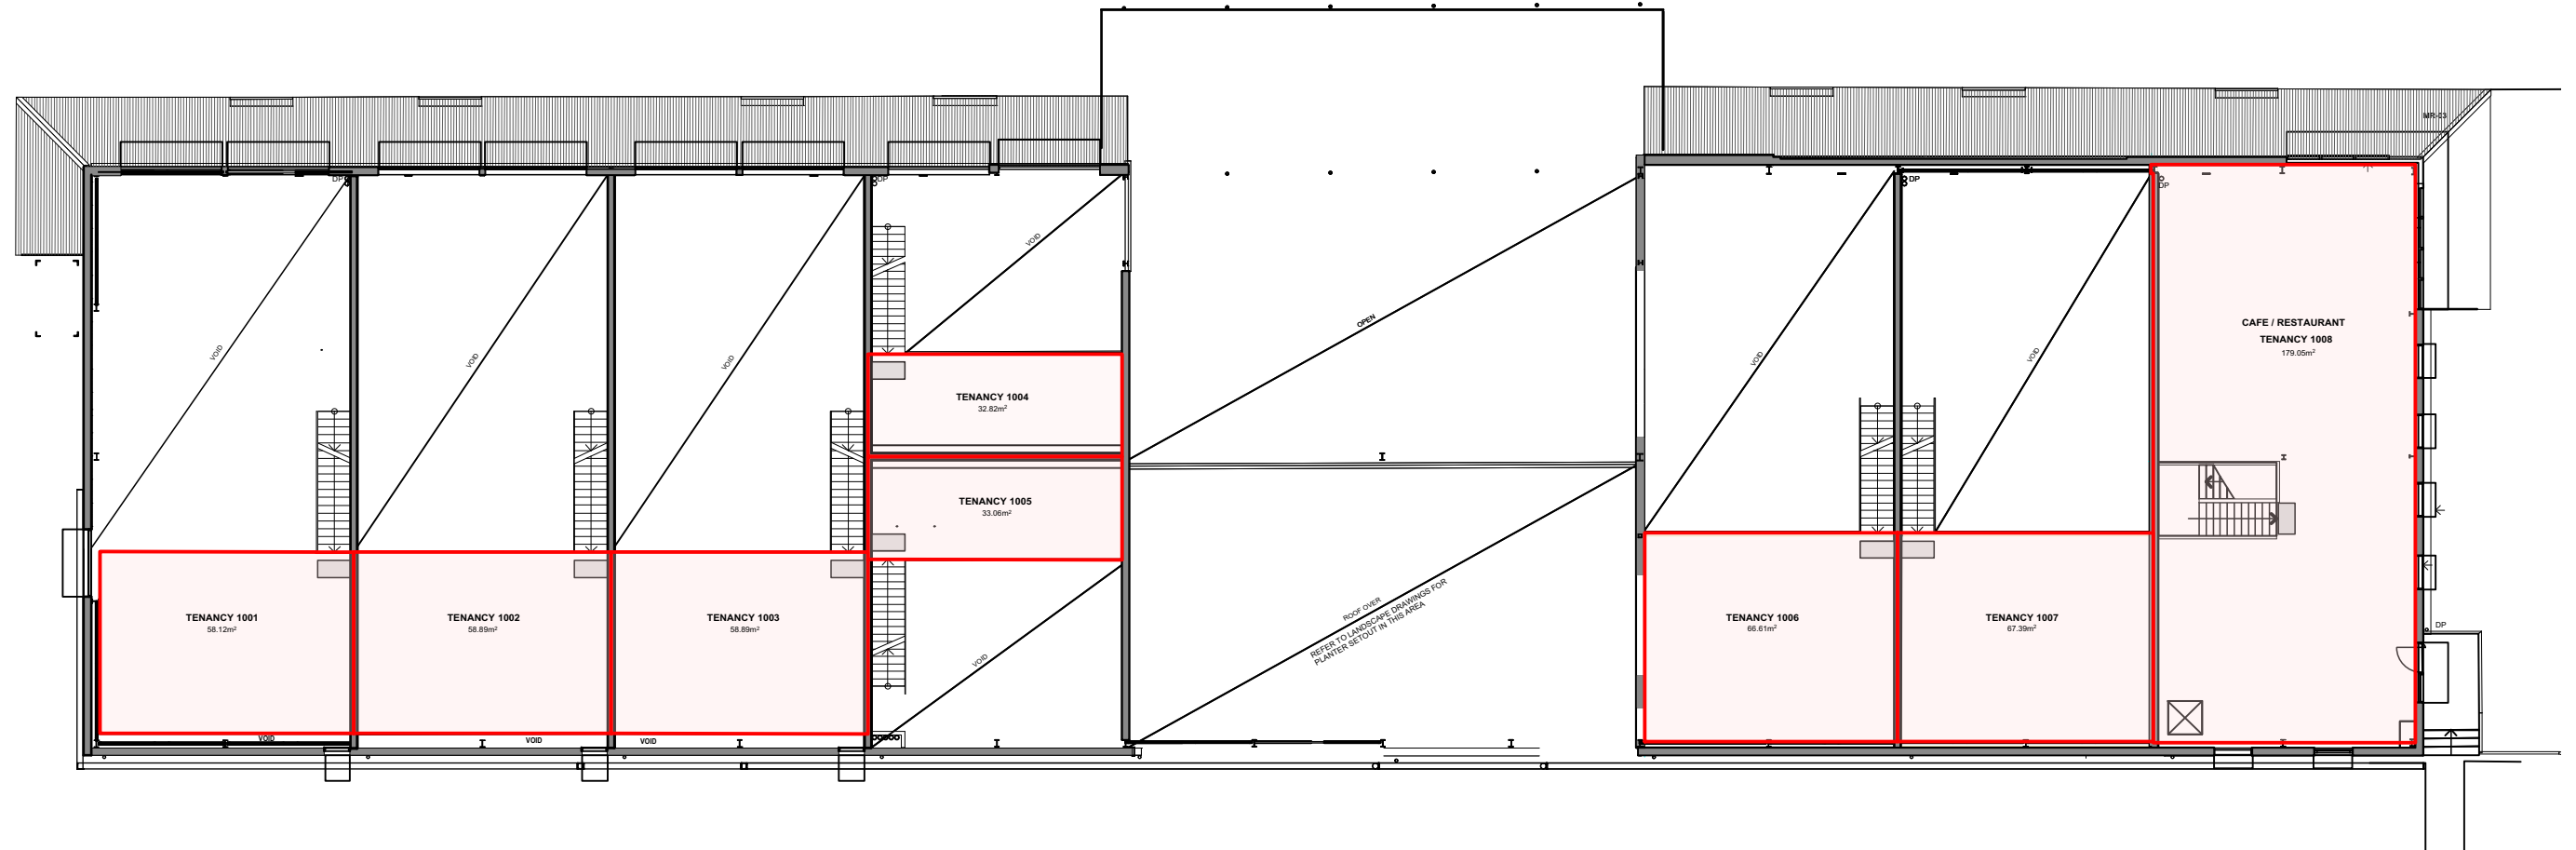 MR-03
DP
DP
DP
DP
VOID
VOID
VOID
VOID
OPEN
VOID
VOID
CAFE / RESTAURANT
TENANCY 1008
179.05m²
TENANCY 1004
32.82m²
TENANCY 1005
33.06m²
TENANCY 1001
58.12m²
TENANCY 1002
58.89m²
TENANCY 1003
58.89m²
VOID
ROOF OVER
REFER TO LANDSCAPE DRAWINGS FOR
PLANTER SETOUT IN THIS AREA
TENANCY 1006
66.61m²
TENANCY 1007
67.39m²
DP
VOID
VOID
VOID